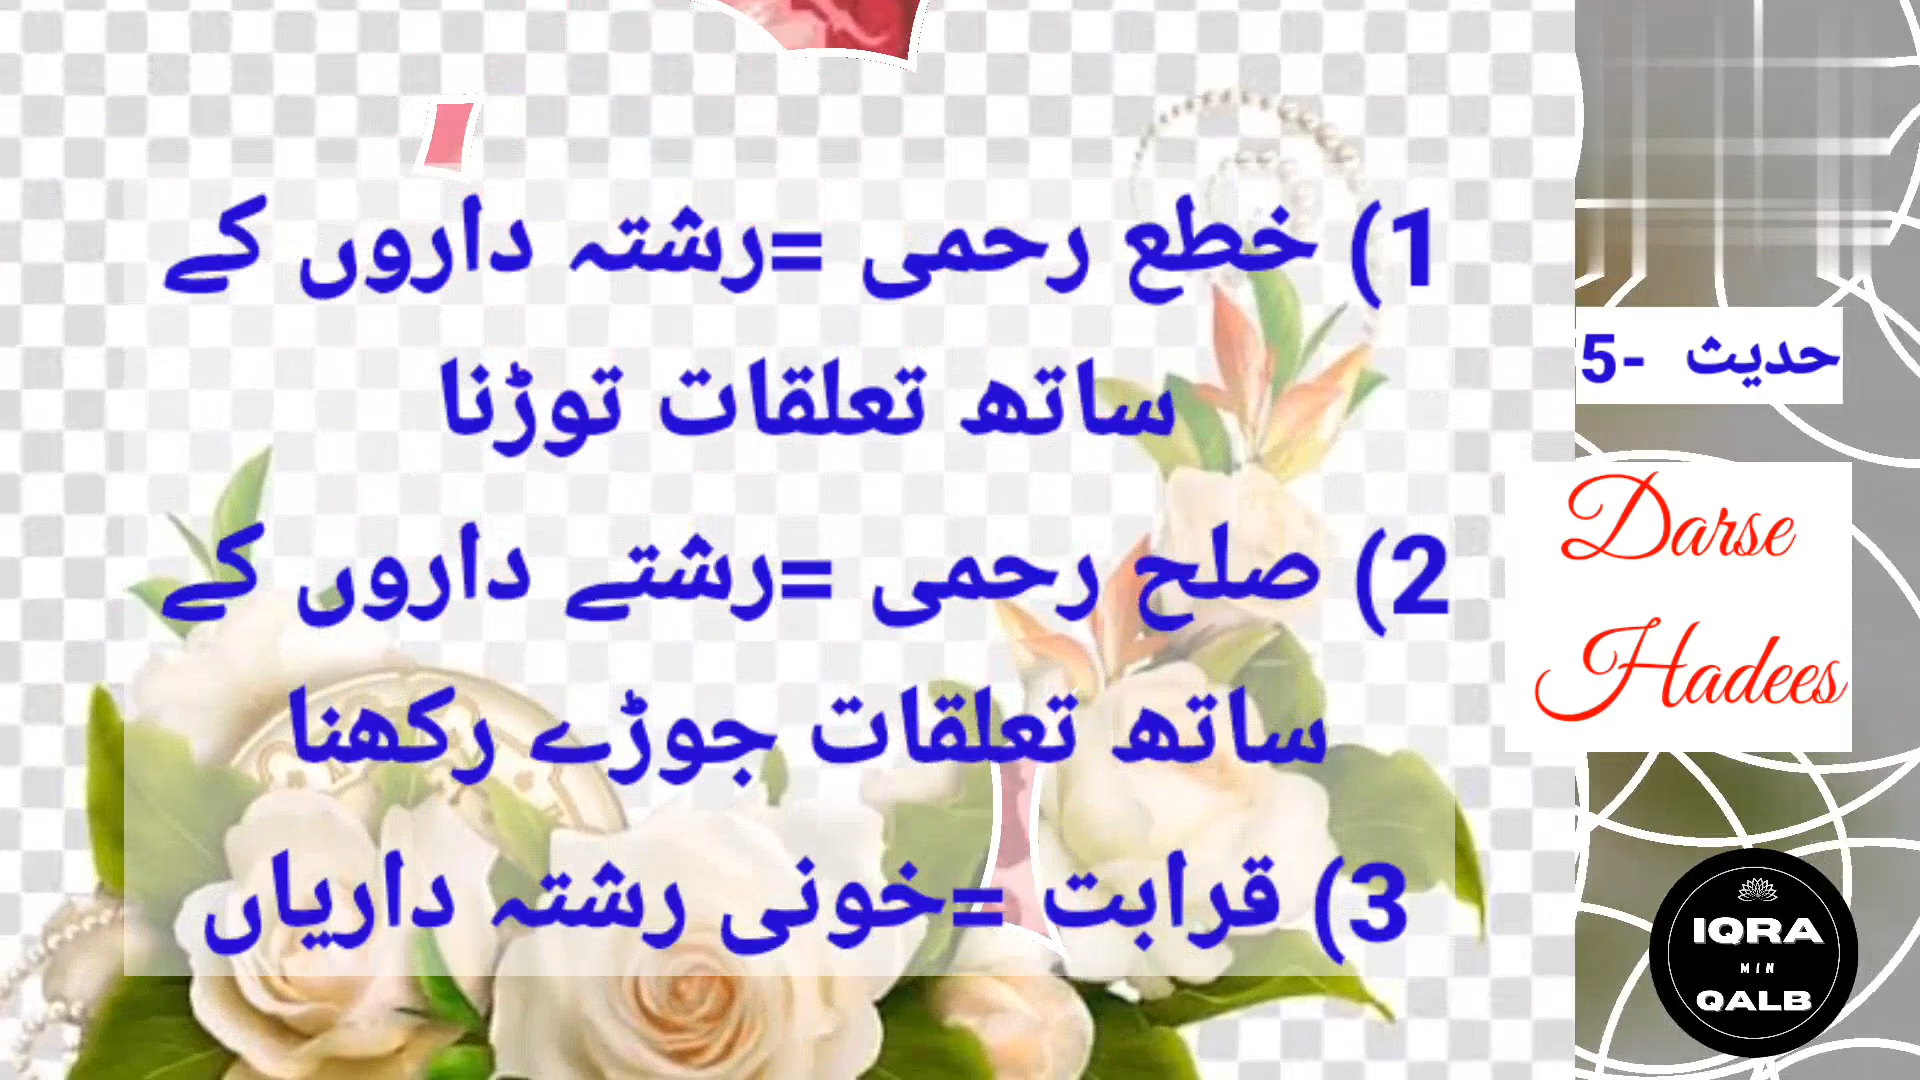 1) خطع رحمی =رشتہ داروں کے
ساتھ تعلقات توڑنا
2) صلح رحمی =رشتے داروں کے
ساتھ تعلقات جوڑے رکھنا
3) قرابت =خونی رشتہ داریاں
حدیث -5
Darse
Hadees
IQRA
MIN
QALB